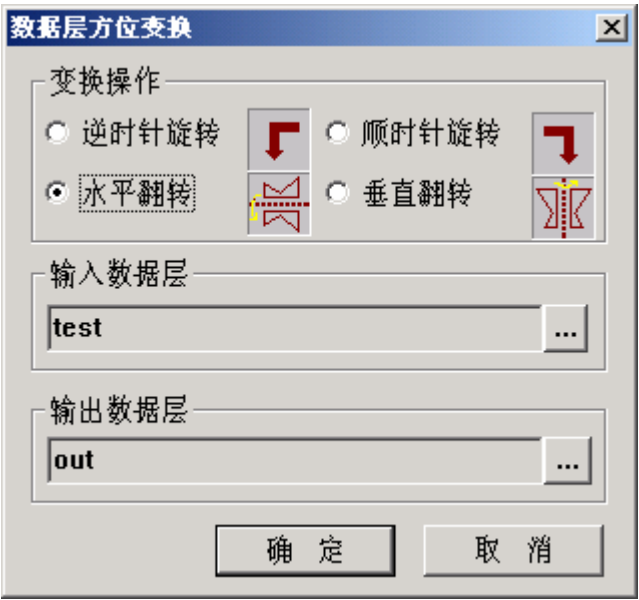 数据层方位变换
变换操作
逆时针旋转 顺时针旋转
水平翻转 垂直翻转
输入数据层
test ...
输出数据层
out ...
确 定 取 消